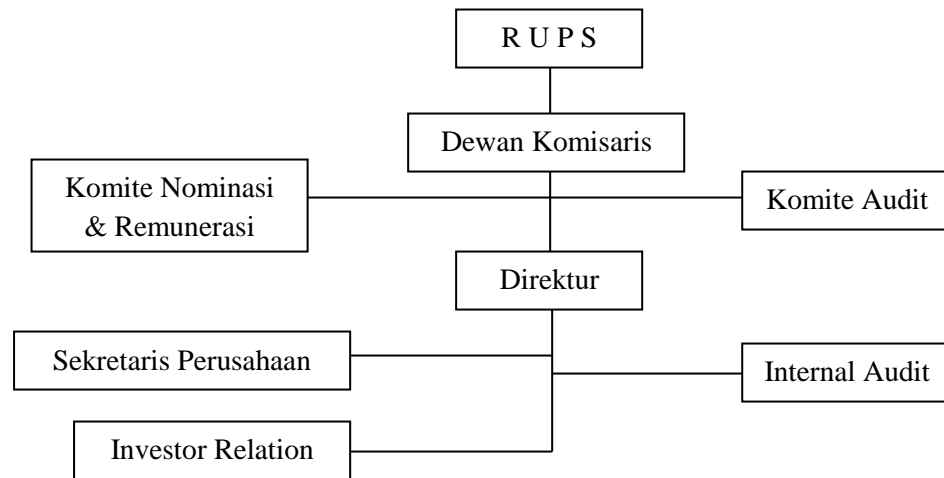 R U P S
Dewan Komisaris
Komite Nominasi
& Remunerasi
Komite Audit
Direktur
Sekretaris Perusahaan
Internal Audit
Investor Relation